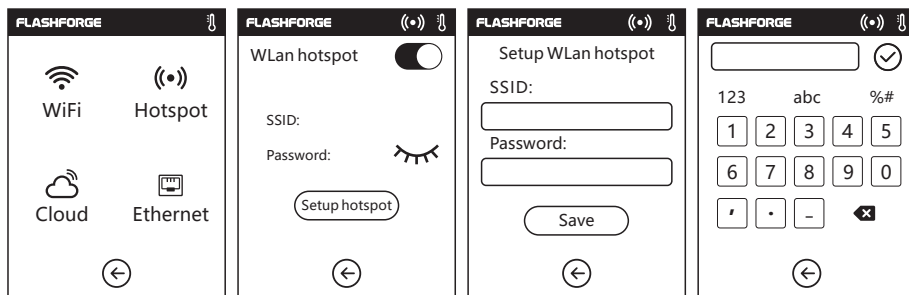 FLASHFORGE
WiFi
Hotspot
Cloud
Ethernet
FLASHFORGE
WLan hotspot
SSID:
Password:
Setup hotspot
FLASHFORGE
Setup WLan hotspot
SSID:
Password:
Save
FLASHFORGE
123 abc %#
1 2 3 4 5
6 7 8 9 0
, . _